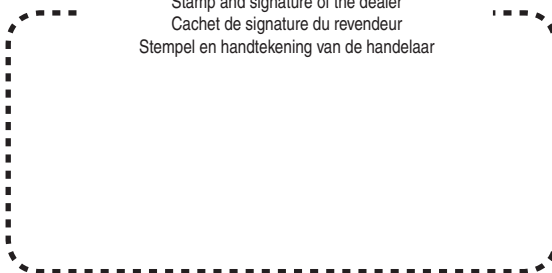 Stamp and signature of the dealer
Cachet de signature du revendeur
Stempel en handtekening van de handelaar